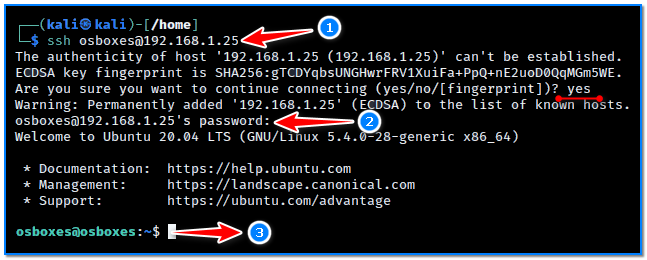 ┌──(kali㉿kali)-[/home]
└─$ ssh osboxes@192.168.1.25 1
The authenticity of host '192.168.1.25 (192.168.1.25)' can't be established.
ECDSA key fingerprint is SHA256:gTCDYqbsUNGHwrFRV1XuiFa+PpQ+nE2uoD0QqMGm5WE.
Are you sure you want to continue connecting (yes/no/[fingerprint])? yes
Warning: Permanently added '192.168.1.25' (ECDSA) to the list of known hosts.
osboxes@192.168.1.25's password: 2
Welcome to Ubuntu 20.04 LTS (GNU/Linux 5.4.0-28-generic x86_64)
* Documentation: https://help.ubuntu.com
* Management: https://landscape.canonical.com
* Support: https://ubuntu.com/advantage
osboxes@osboxes:~$ 3